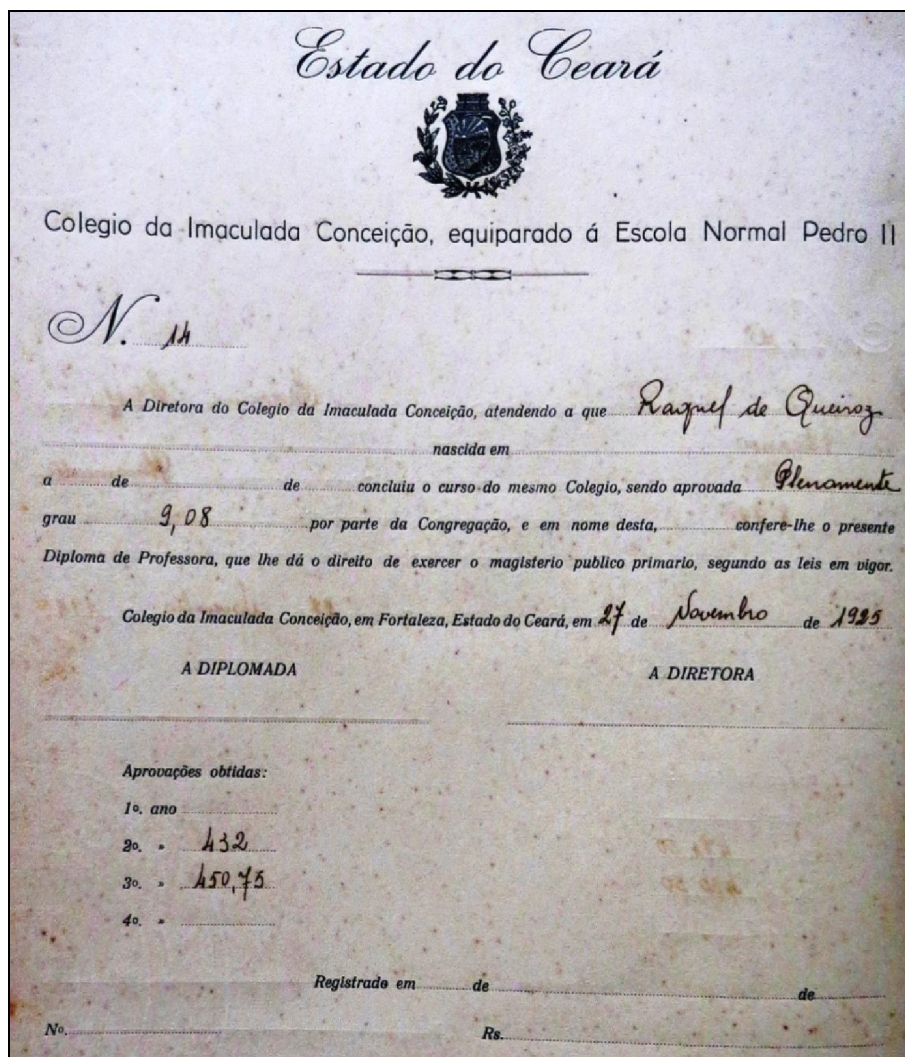 Estado do Ceará
Colegio da Imaculada Conceição, equiparado á Escola Normal Pedro II
N. 14
A Diretora do Colegio da Imaculada Conceição, atendendo a que Raquel de Queiroz
nascida em
a de de concluiu o curso do mesmo Colegio, sendo aprovada Plenamente
grau 9,08 por parte da Congregação, e em nome desta, confere-lhe o presente
Diploma de Professora, que lhe dá o direito de exercer o magisterio publico primario, segundo as leis em vigor.
Colegio da Imaculada Conceição, em Fortaleza, Estado do Ceará, em 27 de Novembro de 1925
A DIPLOMADA A DIRETORA
Aprovações obtidas:
1º. ano
2º. » 432
3º. » 450,75
4º. »
Registrado em de de
Nº. Rs.